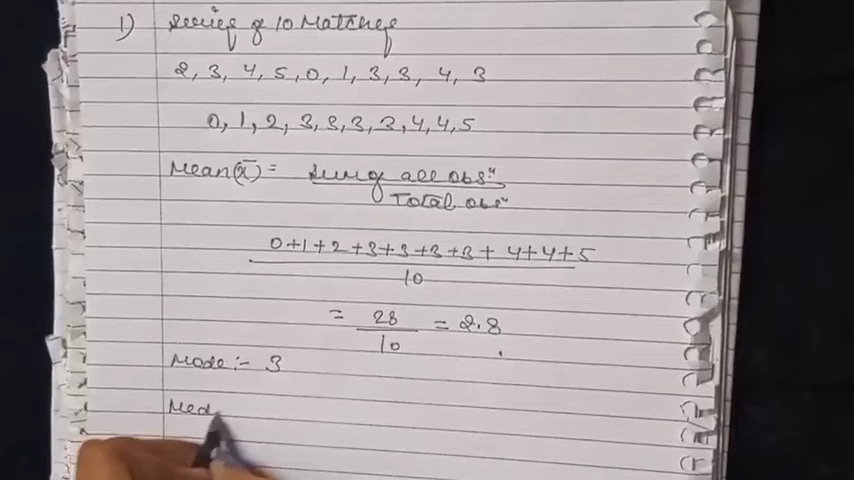 1) Series of 10 Matches
2, 3, 4, 5, 0, 1, 3, 3, 4, 3
0, 1, 2, 3, 3, 3, 3, 4, 4, 5
Mean(x̄) = Sum of all obsⁿ
Total obsⁿ
0+1+2+3+3+3+3+4+4+5
10
= 28 = 2.8
10
Mode :- 3
Med